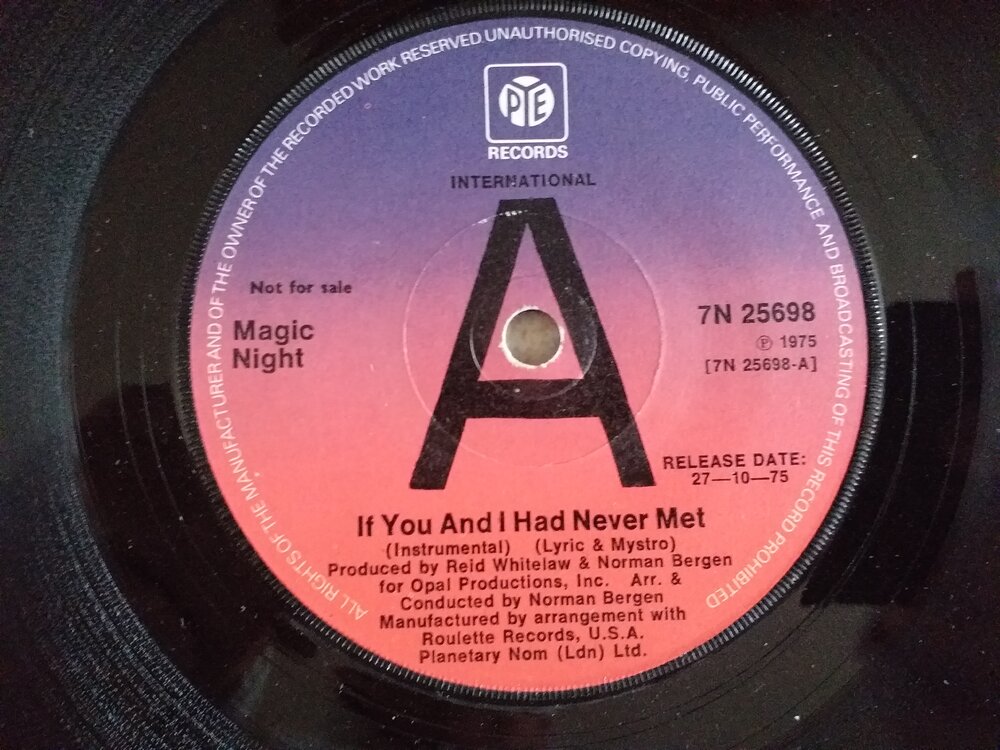 ALL RIGHTS OF THE MANUFACTURER AND OF THE OWNER OF THE RECORDED WORK RESERVED UNAUTHORISED COPYING, PUBLIC PERFORMANCE AND BROADCASTING OF THIS RECORD PROHIBITED
PYE
RECORDS
INTERNATIONAL
A
Not for sale
Magic
Night
7N 25698
Ⓟ 1975
[7N 25698-A]
RELEASE DATE:
27—10—75
If You And I Had Never Met
(Instrumental) (Lyric & Mystro)
Produced by Reid Whitelaw & Norman Bergen
for Opal Productions, Inc. Arr. &
Conducted by Norman Bergen
Manufactured by arrangement with
Roulette Records, U.S.A.
Planetary Nom (Ldn) Ltd.